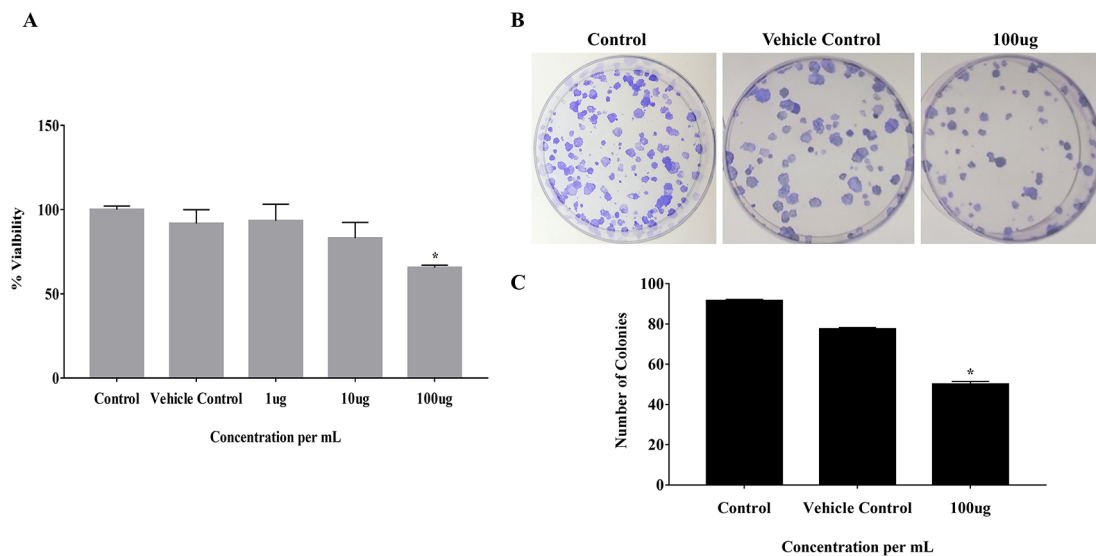 A
% Vialbility
150
100
50
0
*
Control
Vehicle Control
1ug
10ug
100ug
Concentration per mL
B
Control
Vehicle Control
100ug
C
Number of Colonies
100
80
60
40
20
0
*
Control
Vehicle Control
100ug
Concentration per mL